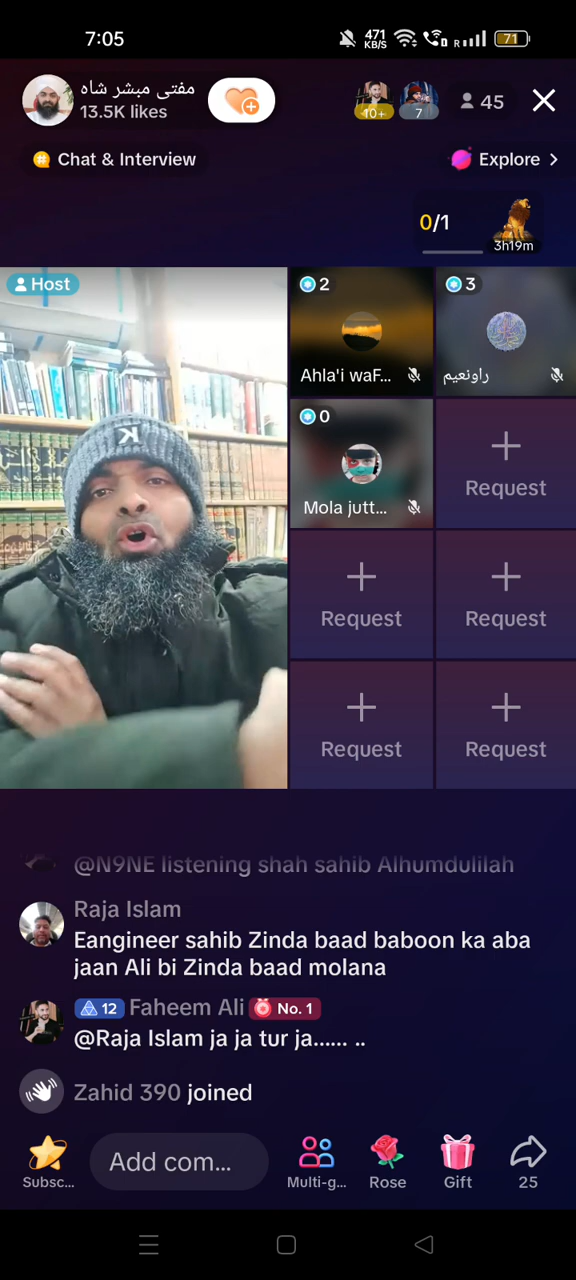 7:05
471
KB/S
R
71
مفتی مبشر شاہ
13.5K likes
10+
7
45
Chat & Interview
Explore >
0/1
3h19m
Host
K
2
Ahla'i waF...
3
راونعیم
0
Mola jutt...
Request
Request
Request
Request
Request
@N9NE listening shah sahib Alhumdulilah
Raja Islam
Eangineer sahib Zinda baad baboon ka aba
jaan Ali bi Zinda baad molana
12 Faheem Ali No. 1
@Raja Islam ja ja tur ja...... ..
Zahid 390 joined
Subsc...
Add com...
Multi-g...
Rose
Gift
25